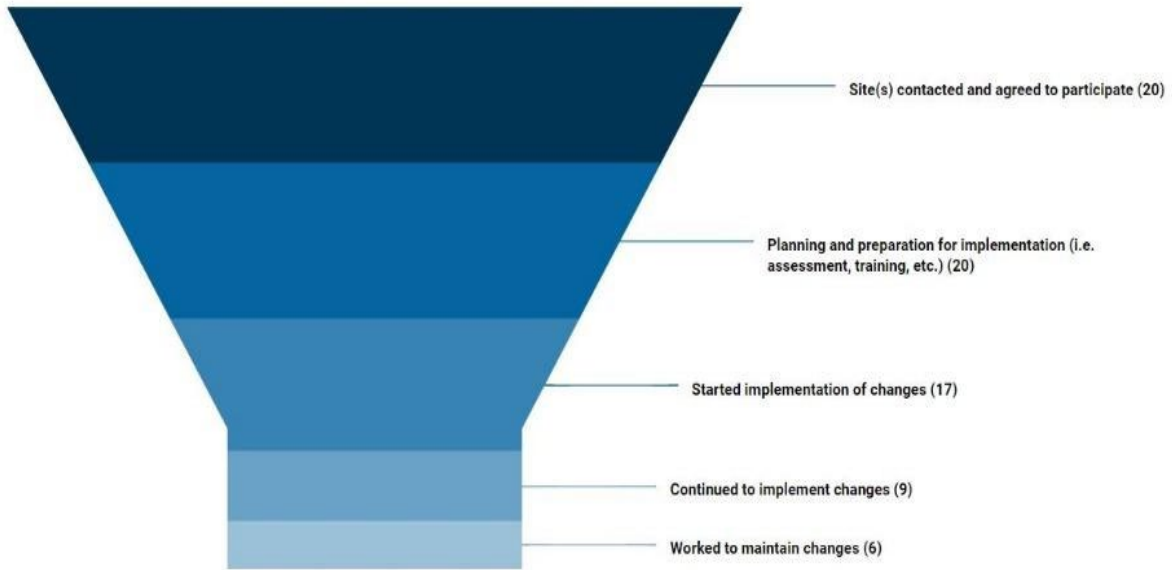 Site(s) contacted and agreed to participate (20)
Planning and preparation for implementation (i.e.
assessment, training, etc.) (20)
Started implementation of changes (17)
Continued to implement changes (9)
Worked to maintain changes (6)